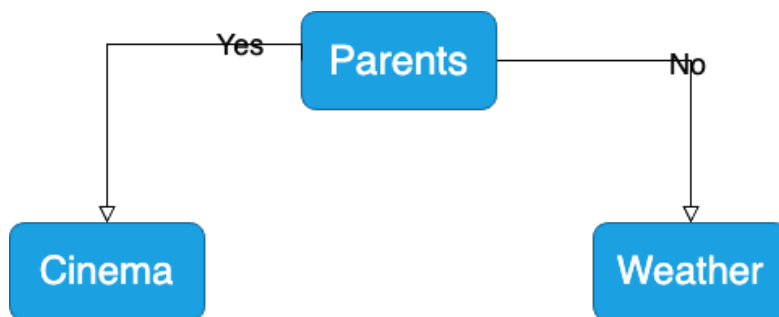 Yes
Parents
No
Cinema
Weather